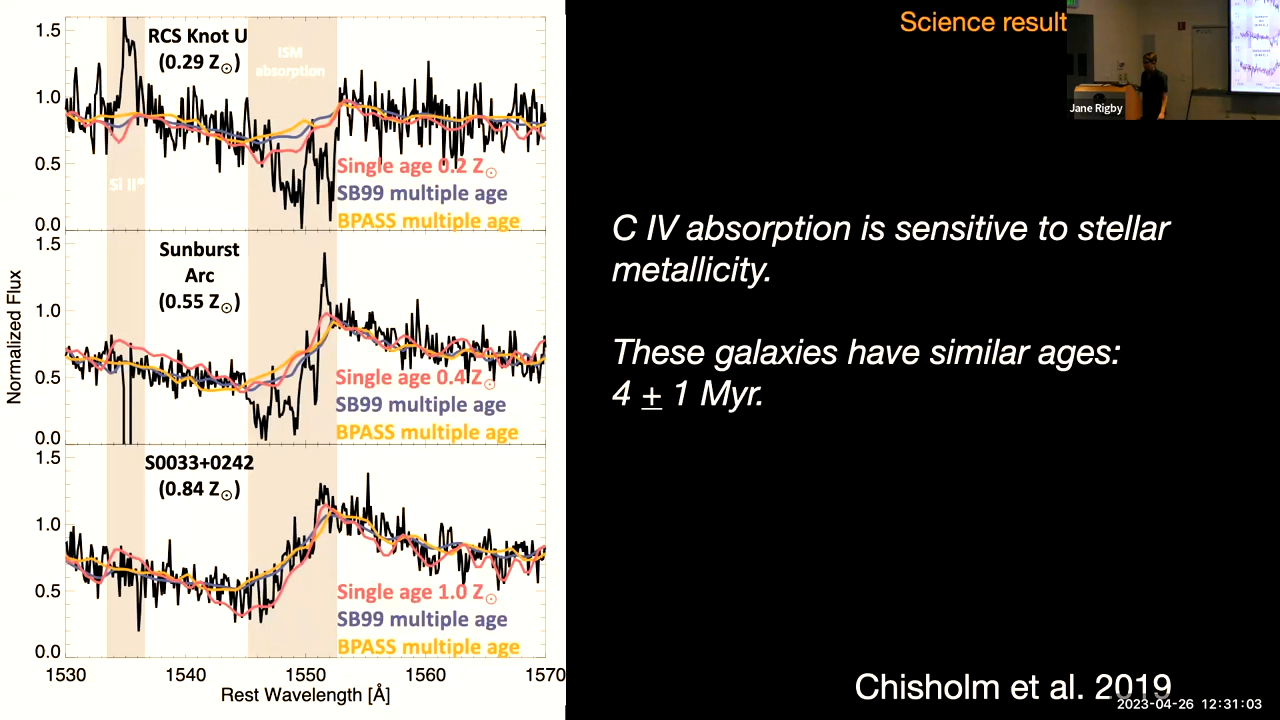 Science result
Jane Rigby
1.5
1.0
0.5
0.0
RCS Knot U
(0.29 Z☉)
ISM
absorption
Si II*
Single age 0.2 Z☉
SB99 multiple age
BPASS multiple age
1.5
1.0
0.5
0.0
Sunburst
Arc
(0.55 Z☉)
Single age 0.4 Z☉
SB99 multiple age
BPASS multiple age
1.5
1.0
0.5
0.0
S0033+0242
(0.84 Z☉)
Single age 1.0 Z☉
SB99 multiple age
BPASS multiple age
Normalized Flux
1530 1540 1550 1560 1570
Rest Wavelength [Å]
C IV absorption is sensitive to stellar
metallicity.
These galaxies have similar ages:
4 ± 1 Myr.
Chisholm et al. 2019
2023-04-26 12:31:03